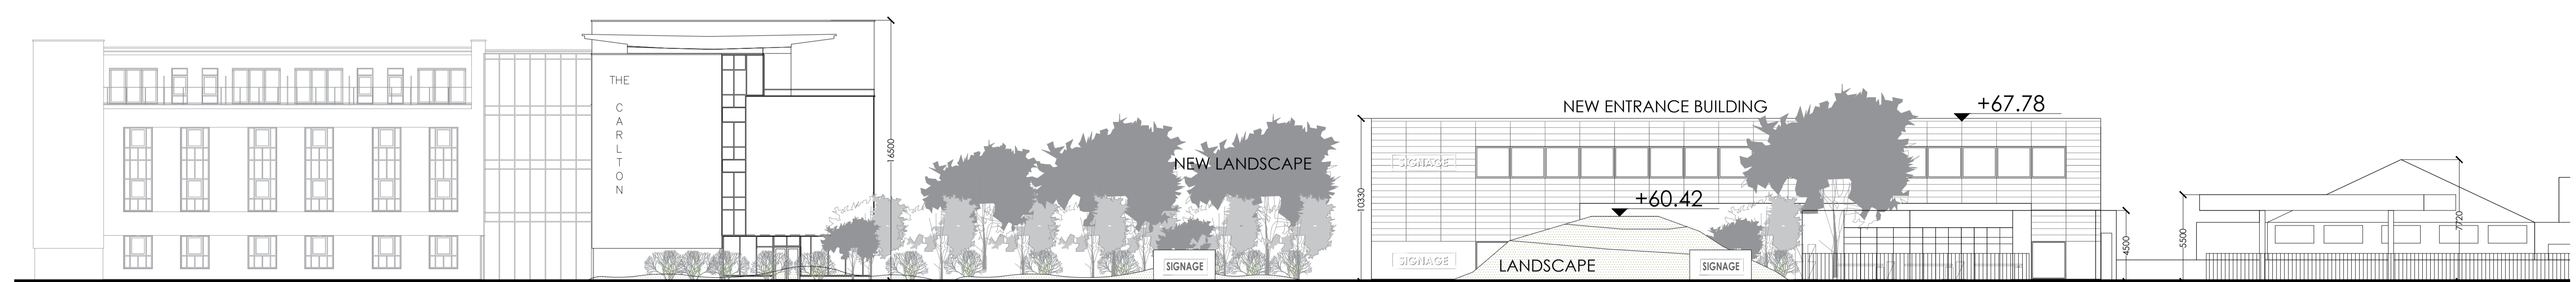 THE
C
A
R
L
T
O
N
16500
NEW LANDSCAPE
SIGNAGE
10330
NEW ENTRANCE BUILDING
SIGNAGE
+67.78
+60.42
SIGNAGE
LANDSCAPE
SIGNAGE
4500
5500
7720